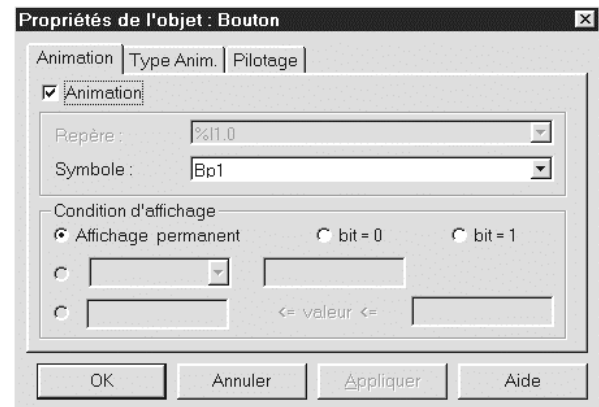 Propriétés de l'objet : Bouton
Animation Type Anim. Pilotage
Animation
Repère : %I1.0
Symbole : Bp1
Condition d'affichage
Affichage permanent bit = 0 bit = 1
<= valeur <=
OK Annuler Appliquer Aide